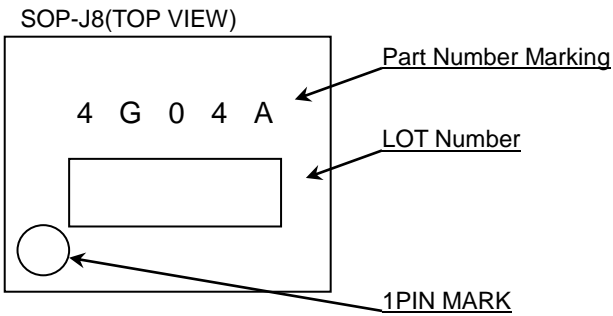 SOP-J8(TOP VIEW)
Part Number Marking
4 G 0 4 A
LOT Number
1PIN MARK